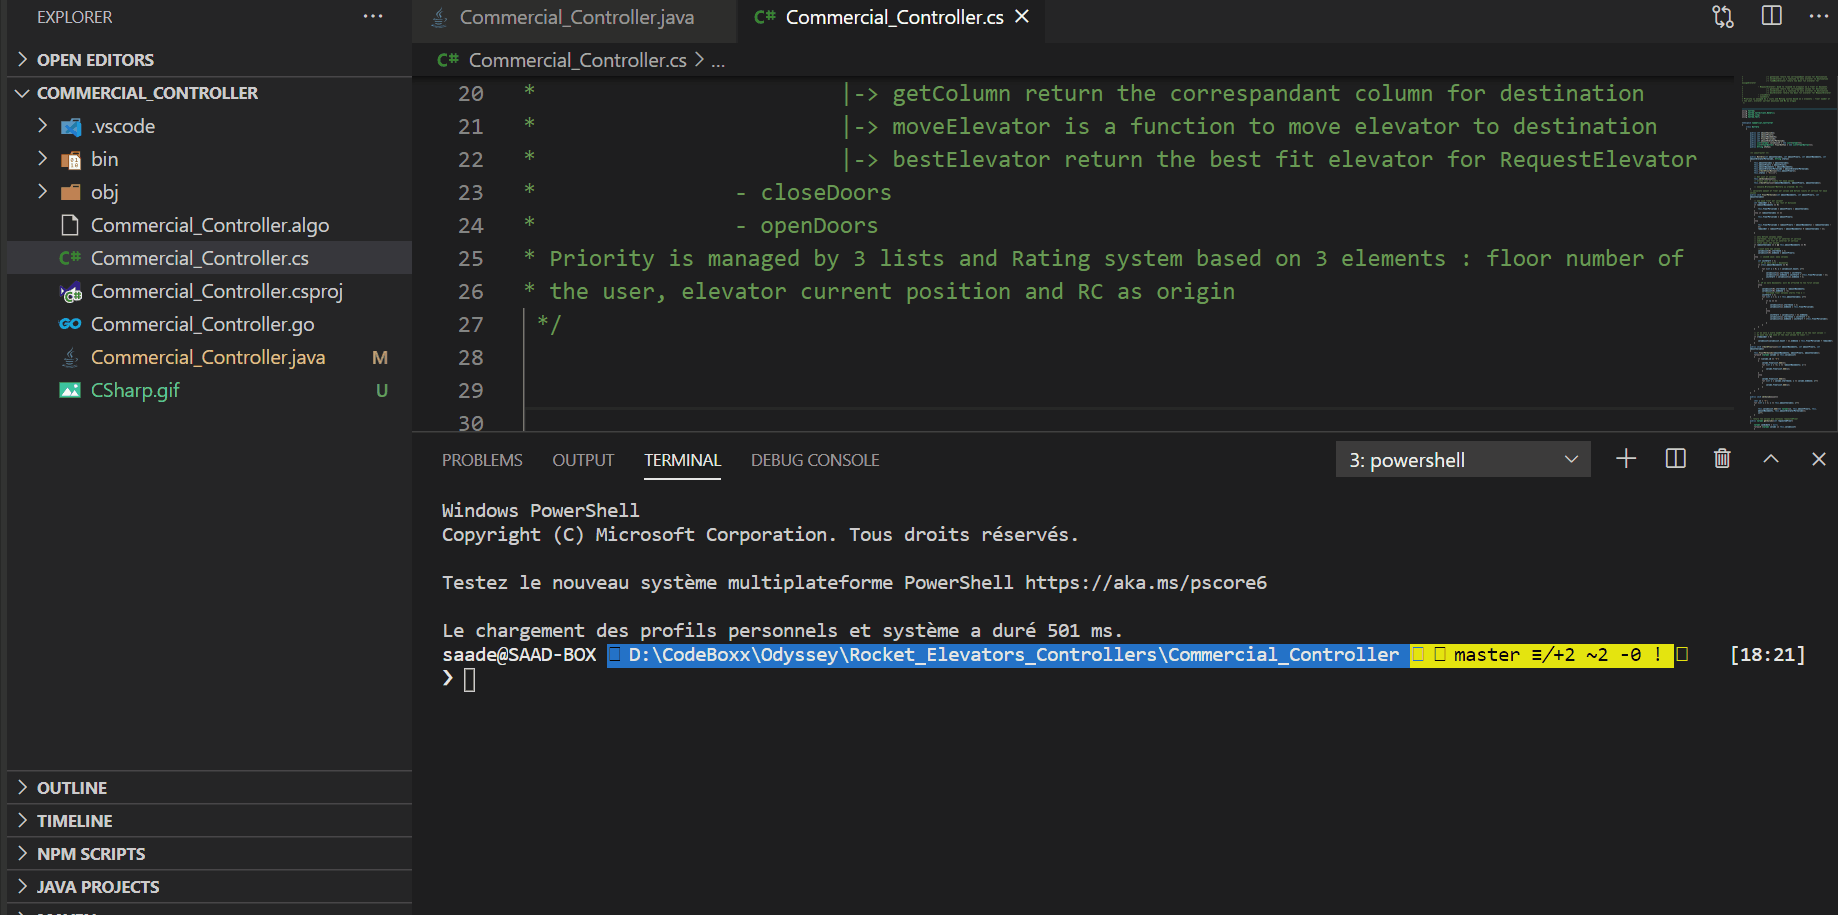 EXPLORER
OPEN EDITORS
COMMERCIAL_CONTROLLER
.vscode
bin
obj
Commercial_Controller.algo
Commercial_Controller.cs
Commercial_Controller.csproj
Commercial_Controller.go
Commercial_Controller.java M
CSharp.gif U
OUTLINE
TIMELINE
NPM SCRIPTS
JAVA PROJECTS
Commercial_Controller.java
C# Commercial_Controller.cs
C# Commercial_Controller.cs > ...
20 * |-> getColumn return the correspandant column for destination
21 * |-> moveElevator is a function to move elevator to destination
22 * |-> bestElevator return the best fit elevator for RequestElevator
23 * - closeDoors
24 * - openDoors
25 * Priority is managed by 3 lists and Rating system based on 3 elements : floor number of
26 * the user, elevator current position and RC as origin
27 */
28
29
30
PROBLEMS OUTPUT TERMINAL DEBUG CONSOLE 3: powershell
Windows PowerShell
Copyright (C) Microsoft Corporation. Tous droits réservés.
Testez le nouveau système multiplateforme PowerShell https://aka.ms/pscore6
Le chargement des profils personnels et système a duré 501 ms.
saade@SAAD-BOX D:\CodeBoxx\Odyssey\Rocket_Elevators_Controllers\Commercial_Controller master ≡/+2 ~2 -0 ! [18:21]
❯